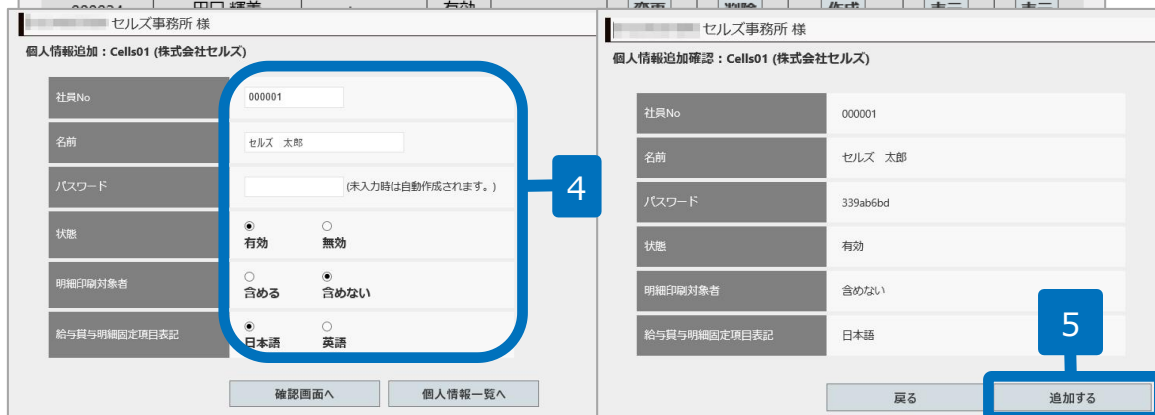 有効
セルズ事務所 様
個人情報追加：Cells01 (株式会社セルズ)
社員No
000001
名前
セルズ　太郎
パスワード
(未入力時は自動作成されます。)
状態
有効
無効
明細印刷対象者
含める
含めない
給与賞与明細固定項目表記
日本語
英語
確認画面へ
個人情報一覧へ
4
セルズ事務所 様
個人情報追加確認：Cells01 (株式会社セルズ)
社員No
000001
名前
セルズ　太郎
パスワード
339ab6bd
状態
有効
明細印刷対象者
含めない
給与賞与明細固定項目表記
日本語
5
戻る
追加する